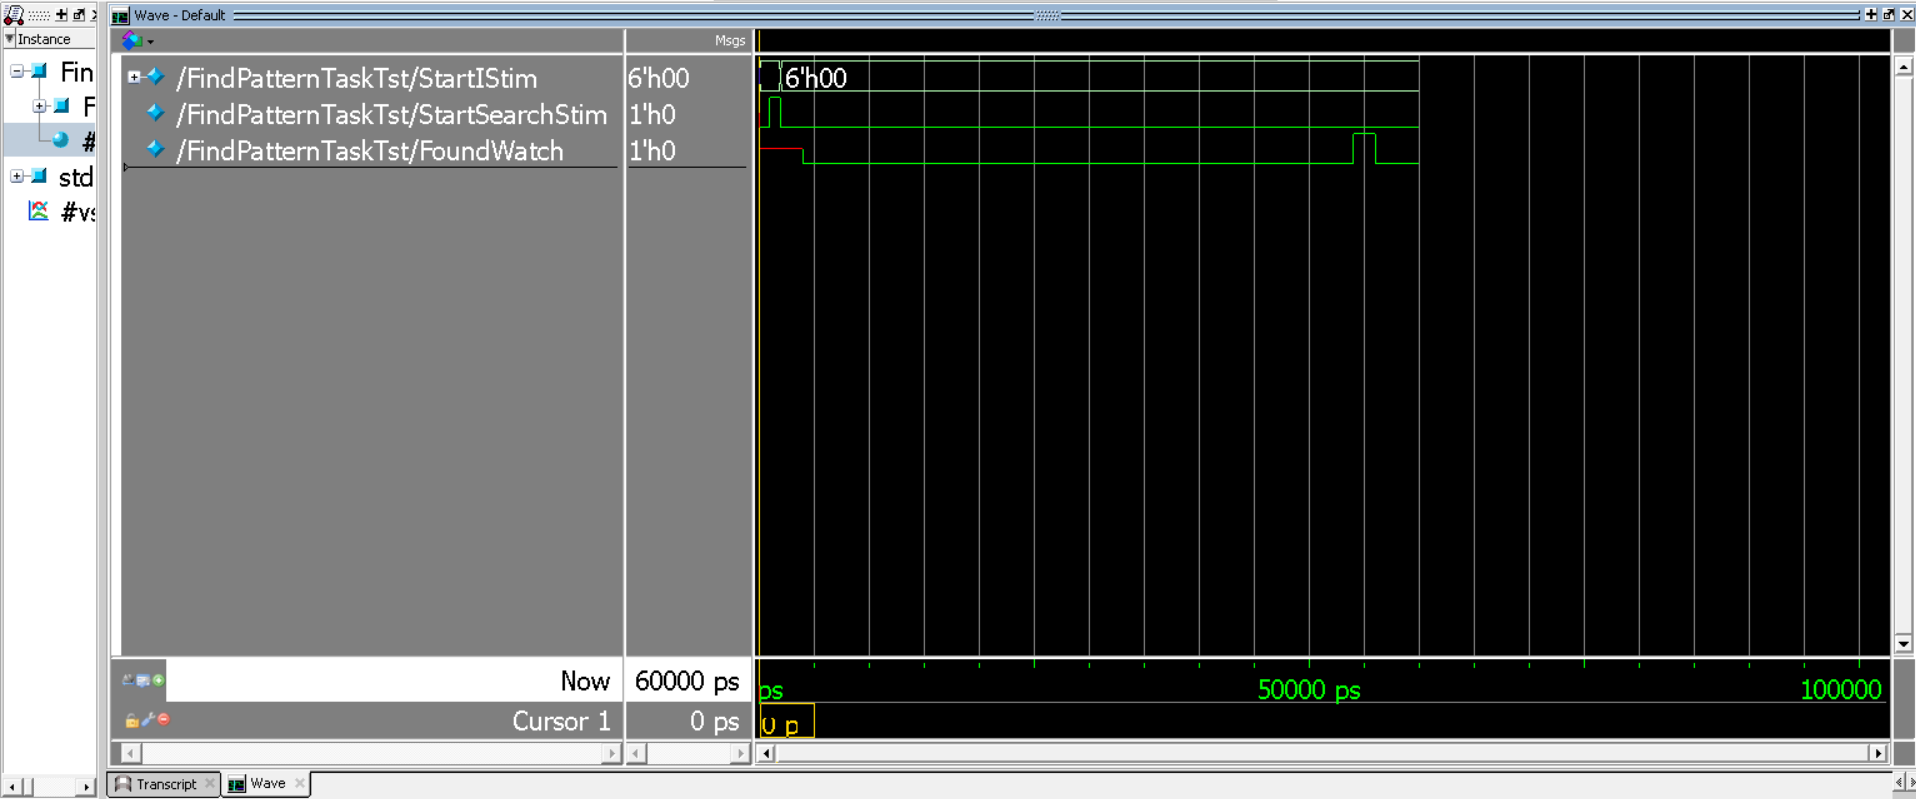 Wave - Default
Instance
Msgs
Fin
F
#
std
#vs
/FindPatternTaskTst/StartIStim 6'h00 6'h00
/FindPatternTaskTst/StartSearchStim 1'h0
/FindPatternTaskTst/FoundWatch 1'h0
Now 60000 ps
ps 50000 ps 100000
Cursor 1 0 ps 0 p
Transcript Wave